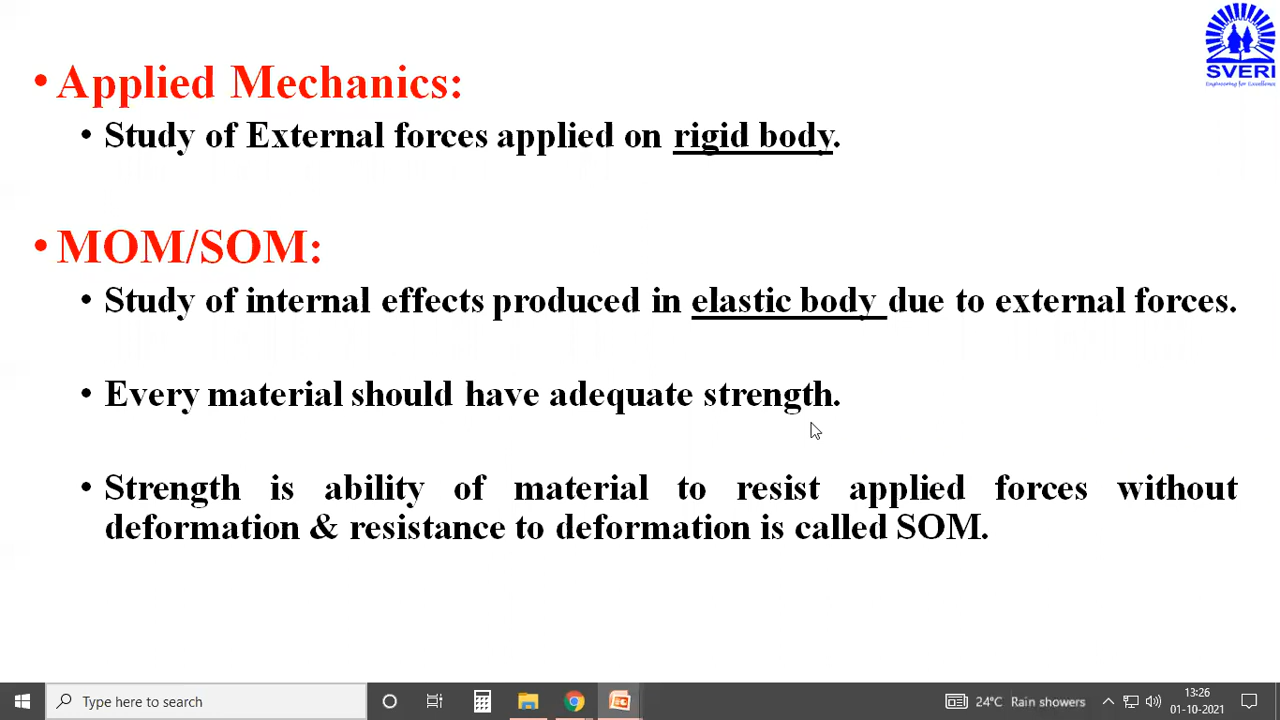 SVERI
Engineering for Excellence
• Applied Mechanics:
• Study of External forces applied on rigid body.
• MOM/SOM:
• Study of internal effects produced in elastic body due to external forces.
• Every material should have adequate strength.
• Strength is ability of material to resist applied forces without
deformation & resistance to deformation is called SOM.
Type here to search
24°C Rain showers
13:26
01-10-2021